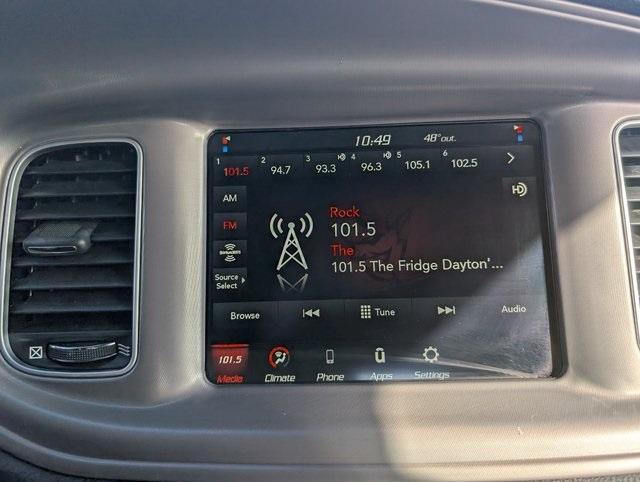 10:49 48°out.
1 2 3 4 5 6
101.5 94.7 93.3 96.3 105.1 102.5
AM
FM
SiriusXM
Source Select
HD
Rock
101.5
The
101.5 The Fridge Dayton'...
Browse Tune Audio
101.5
Media Climate Phone Apps Settings